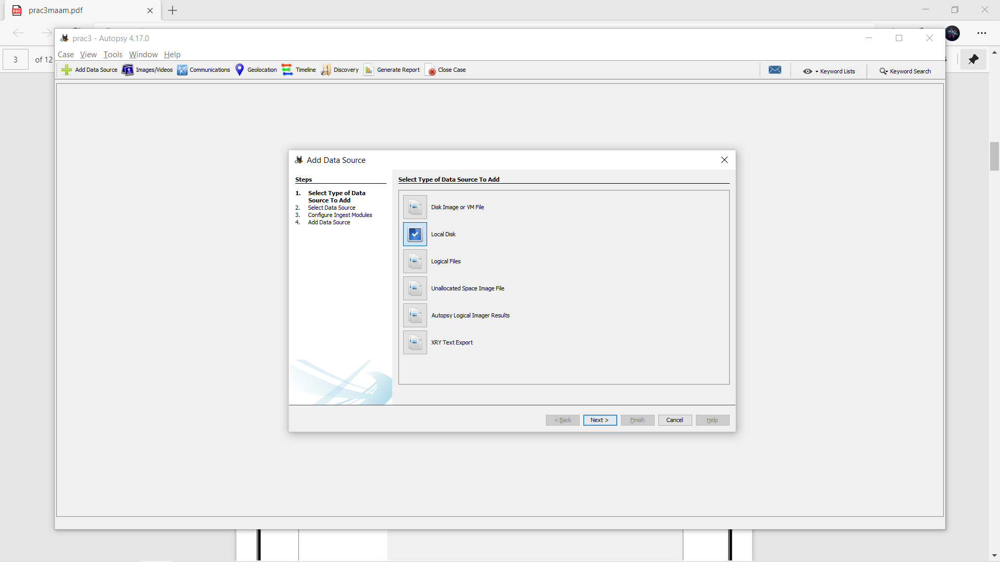 prac3maam.pdf
prac3 - Autopsy 4.17.0
Case View Tools Window Help
3 of 12
Add Data Source Images/Videos Communications Geolocation Timeline Discovery Generate Report Close Case Keyword Lists Keyword Search
Add Data Source
Steps
1. Select Type of Data
Source To Add
2. Select Data Source
3. Configure Ingest Modules
4. Add Data Source
Select Type of Data Source To Add
Disk Image or VM File
Local Disk
Logical Files
Unallocated Space Image File
Autopsy Logical Imager Results
XRY Text Export
< Back Next > Finish Cancel Help